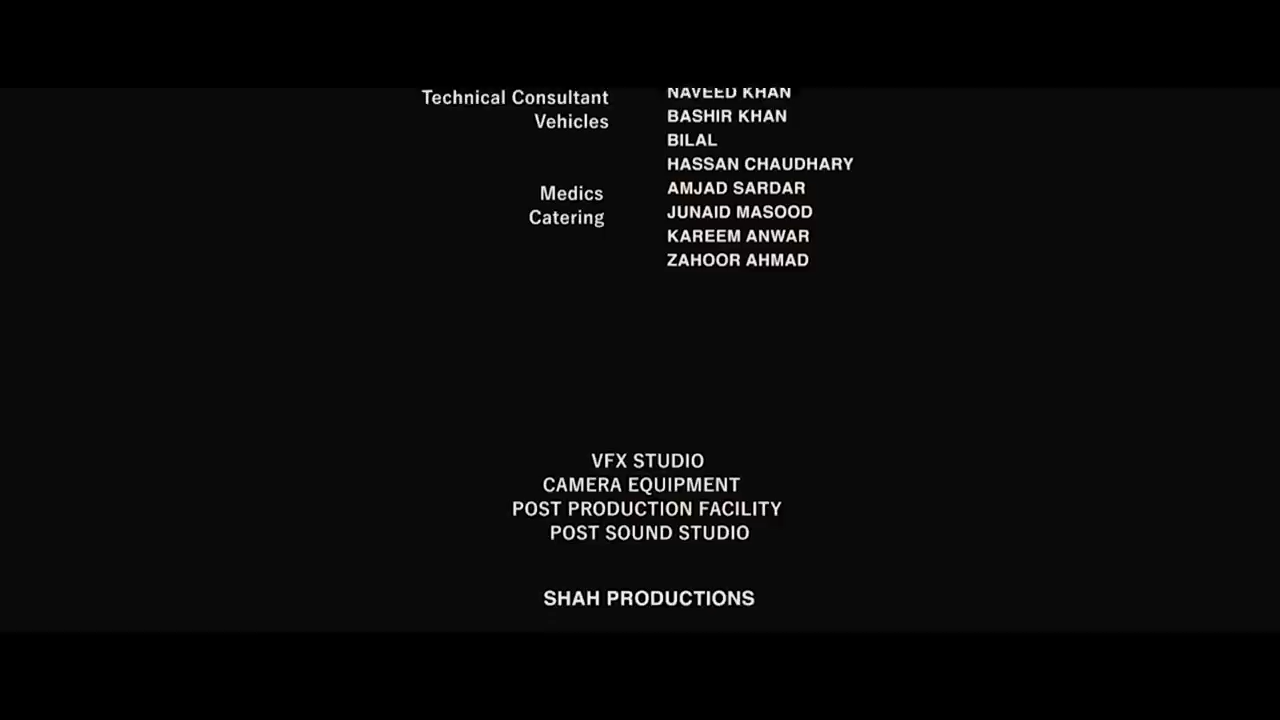 Technical Consultant NAVEED KHAN
Vehicles BASHIR KHAN
BILAL
HASSAN CHAUDHARY
Medics AMJAD SARDAR
Catering JUNAID MASOOD
KAREEM ANWAR
ZAHOOR AHMAD
VFX STUDIO
CAMERA EQUIPMENT
POST PRODUCTION FACILITY
POST SOUND STUDIO
SHAH PRODUCTIONS